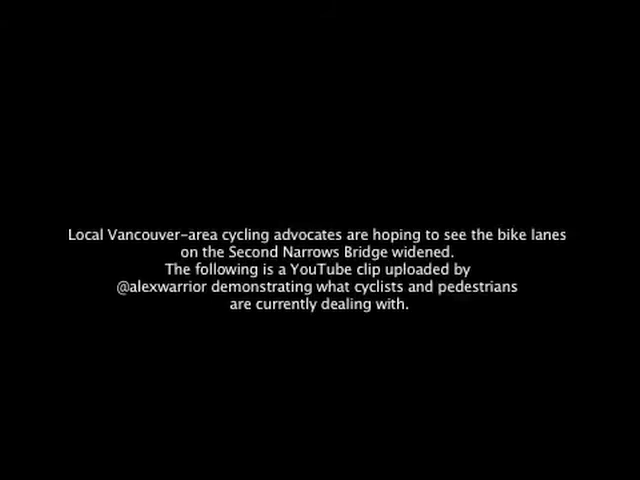 Local Vancouver-area cycling advocates are hoping to see the bike lanes
on the Second Narrows Bridge widened.
The following is a YouTube clip uploaded by
@alexwarrior demonstrating what cyclists and pedestrians
are currently dealing with.